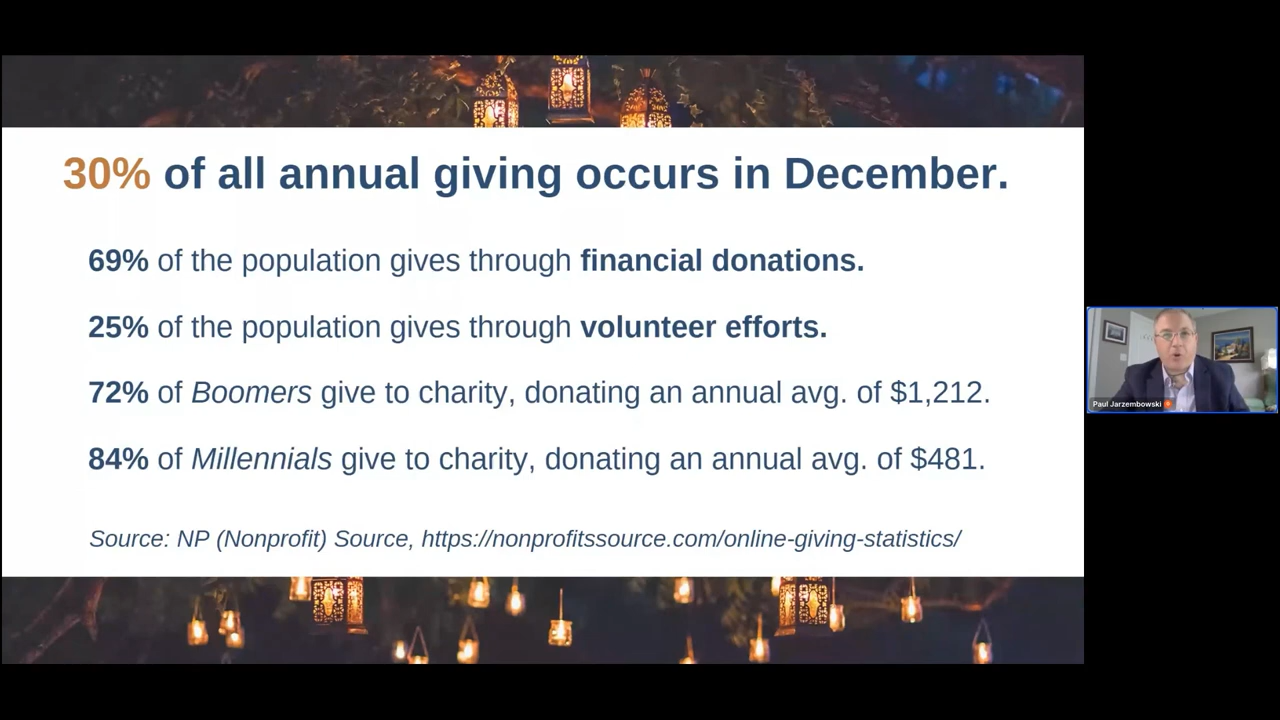 30% of all annual giving occurs in December.
69% of the population gives through financial donations.
25% of the population gives through volunteer efforts.
72% of Boomers give to charity, donating an annual avg. of $1,212.
84% of Millennials give to charity, donating an annual avg. of $481.
Source: NP (Nonprofit) Source, https://nonprofitssource.com/online-giving-statistics/
Paul Jarzembowski